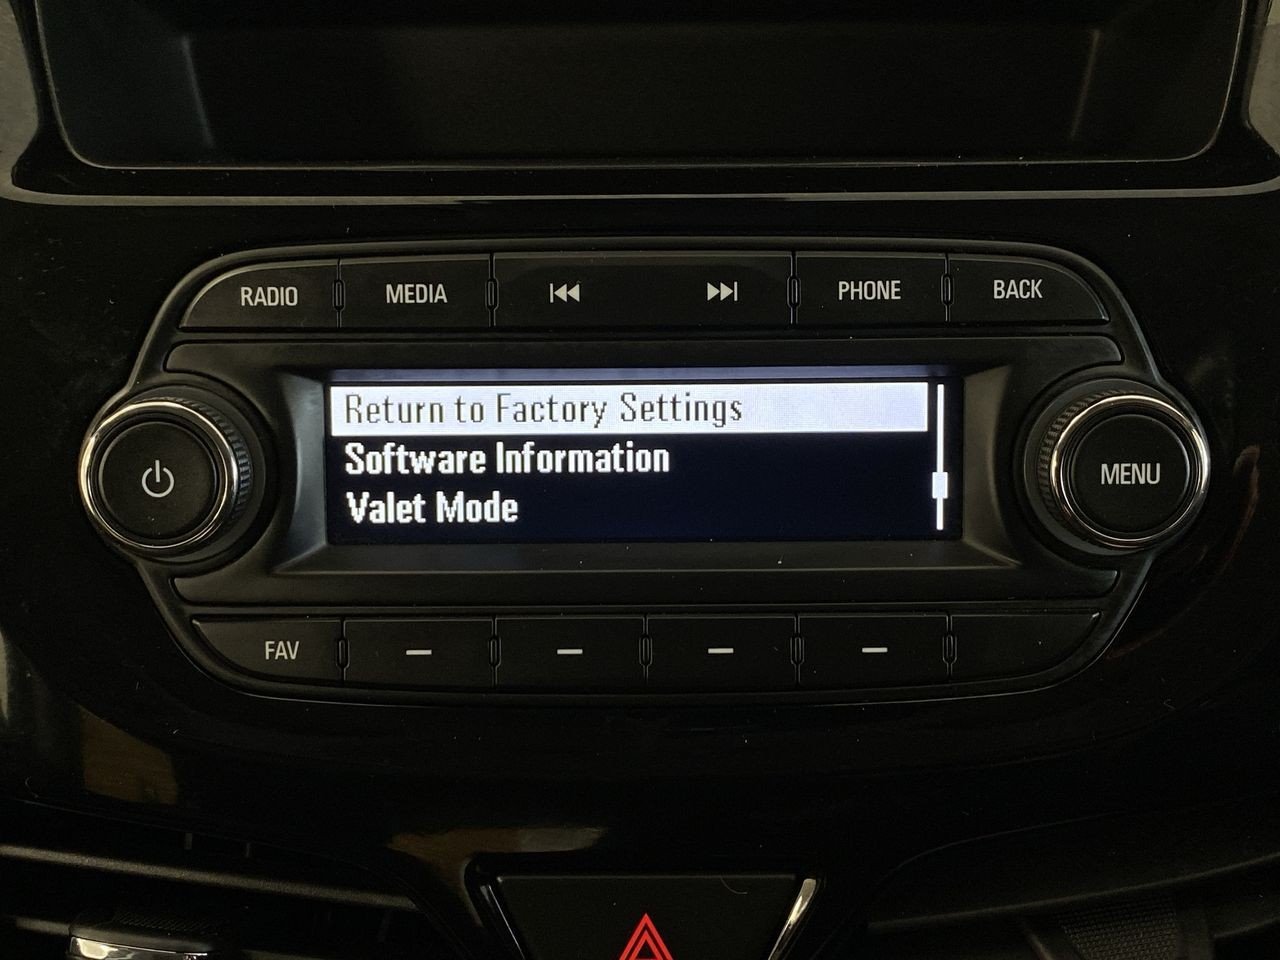 RADIO
MEDIA
PHONE
BACK
Return to Factory Settings
Software Information
Valet Mode
MENU
FAV